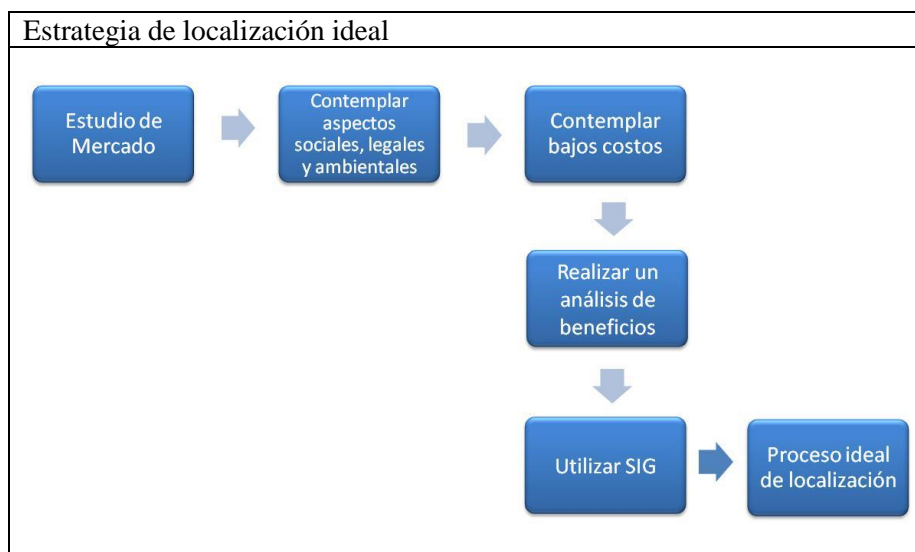 Estrategia de localización ideal
Estudio de
Mercado
Contemplar
aspectos
sociales, legales
y ambientales
Contemplar
bajos costos
Realizar un
análisis de
beneficios
Utilizar SIG
Proceso ideal
de localización